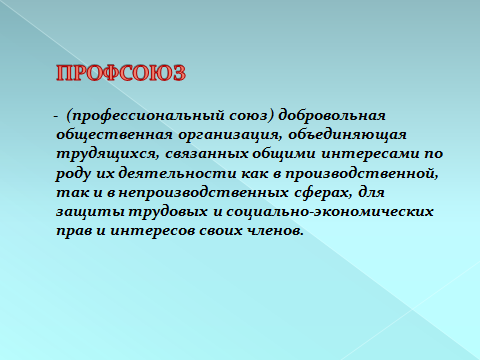 ПРОФСОЮЗ
- (профессиональный союз) добровольная
общественная организация, объединяющая
трудящихся, связанных общими интересами по
роду их деятельности как в производственной,
так и в непроизводственных сферах, для
защиты трудовых и социально-экономических
прав и интересов своих членов.